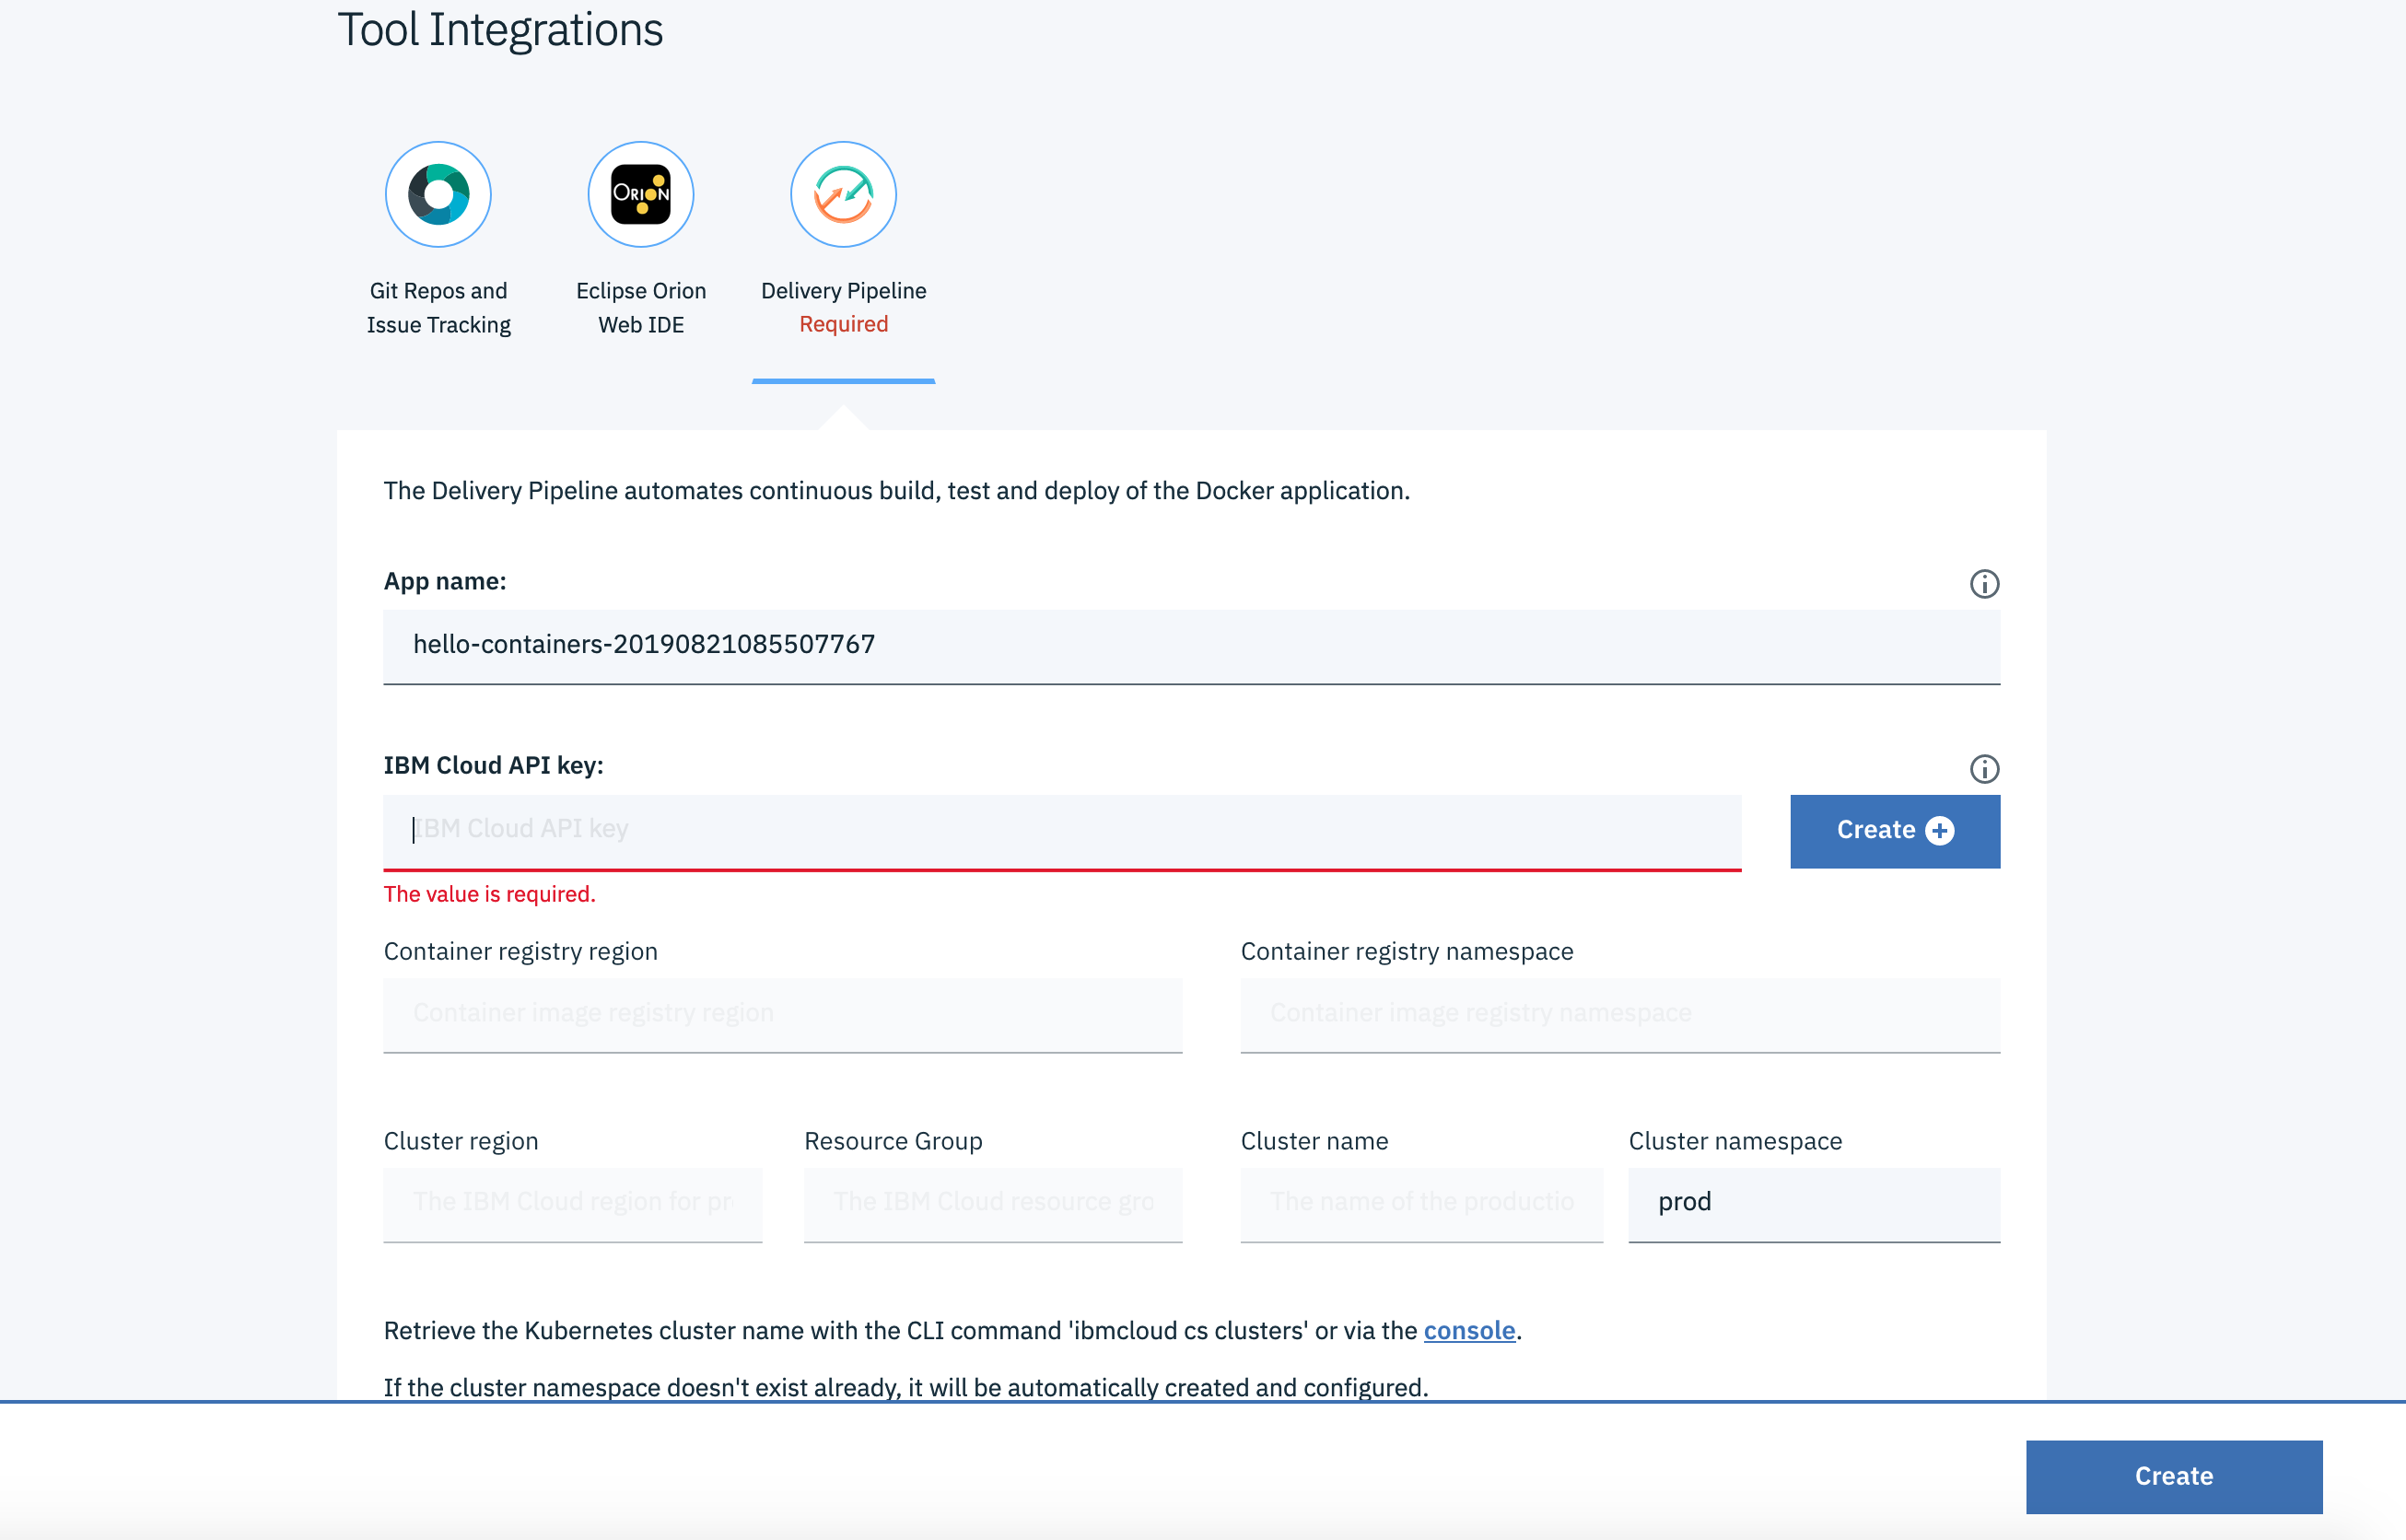 Tool Integrations
ORION
Git Repos and
Issue Tracking
Eclipse Orion
Web IDE
Delivery Pipeline
Required
The Delivery Pipeline automates continuous build, test and deploy of the Docker application.
App name:
hello-containers-20190821085507767
IBM Cloud API key:
IBM Cloud API key
Create
The value is required.
Container registry region
Container registry namespace
Container image registry region
Container image registry namespace
Cluster region
Resource Group
Cluster name
Cluster namespace
The IBM Cloud region for pr
The IBM Cloud resource gro
The name of the productio
prod
Retrieve the Kubernetes cluster name with the CLI command 'ibmcloud cs clusters' or via the console.
If the cluster namespace doesn't exist already, it will be automatically created and configured.
Create